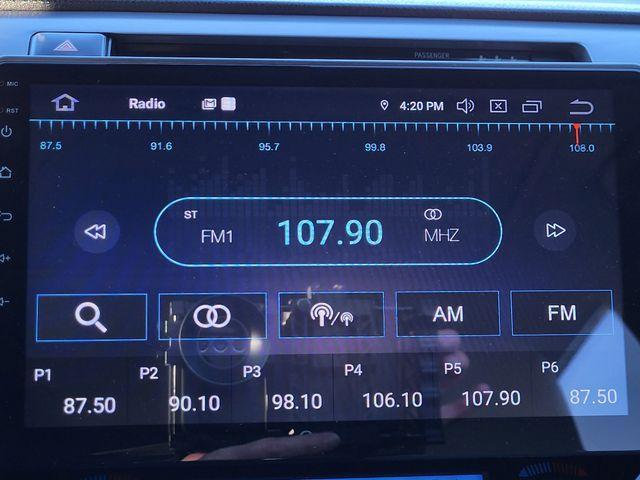 PASSENGER
MIC
Radio 4:20 PM
RST
87.5 91.6 95.7 99.8 103.9 108.0
ST
FM1 107.90 MHZ
AM FM
P1 P2 P3 P4 P5 P6
87.50 90.10 98.10 106.10 107.90 87.50